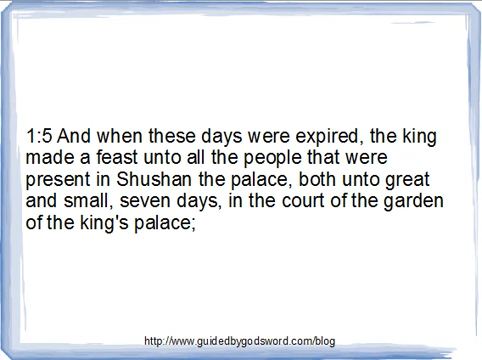 1:5 And when these days were expired, the king
made a feast unto all the people that were
present in Shushan the palace, both unto great
and small, seven days, in the court of the garden
of the king's palace;
http://www.guidedbygodsword.com/blog